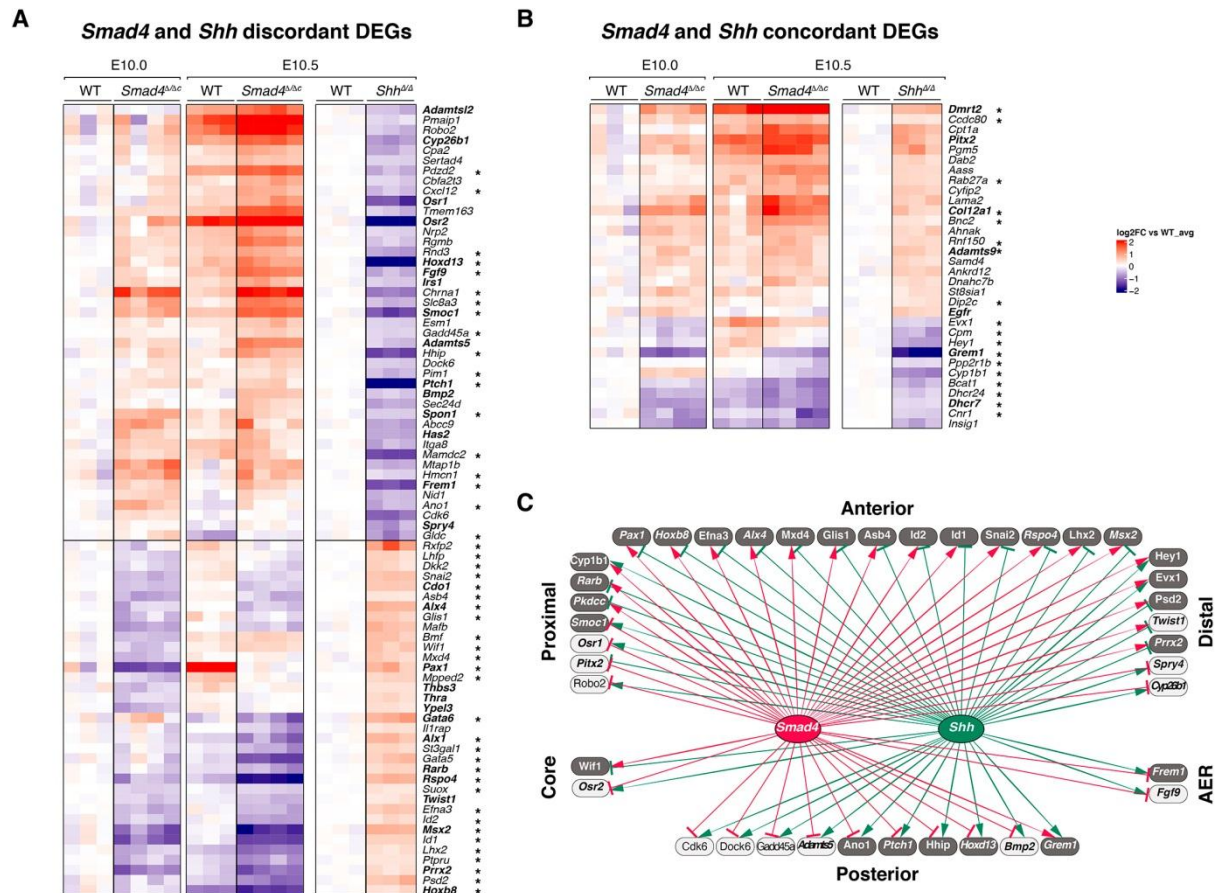 A
Smad4 and Shh discordant DEGs
E10.0
E10.5
WT
Smad4Δ/Δc
WT
Smad4Δ/Δc
WT
ShhΔ/Δ
Adamtsl2
Pmaip1
Robo2
Cyp26b1
Cpa2
Sertad4
Pdzd2 *
Cbfa2t3
Cxcl12 *
Osr1
Tmem163
Osr2 *
Nrp2
Rgmb
Rnd3 *
Hoxd13 *
Fgf9 *
Irs1
Chrna1 *
Slc8a3 *
Smoc1 *
Esm1
Gadd45a *
Adamts5
Hhip *
Dock6
Pim1 *
Ptch1 *
Bmp2
Sec24d
Spon1 *
Abcc9
Has2
Itga8
Mamdc2 *
Mtap1b
Hmcn1 *
Frem1 *
Nid1
Ano1 *
Cdk6
Spry4
Gldc *
Rxfp2 *
Lhfp *
Dkk2 *
Snai2 *
Cdo1 *
Asb4 *
Alx4 *
Glis1 *
Mafb
Bmf *
Wif1 *
Mxd4 *
Pax1 *
Mpped2 *
Thbs3
Thra
Ypel3
Gata6 *
Il1rap
Alx1 *
St3gal1 *
Gata5 *
Rarb *
Rspo4 *
Suox *
Twist1
Efna3 *
Id2 *
Msx2 *
Id1 *
Lhx2 *
Ptpru *
Prrx2 *
Psd2 *
Hoxb8 *
B
Smad4 and Shh concordant DEGs
E10.0
E10.5
WT
Smad4Δ/Δc
WT
Smad4Δ/Δc
WT
ShhΔ/Δ
Dmrt2 *
Ccdc80 *
Cpt1a
Pitx2
Pgm5
Dab2
Aass
Rab27a *
Cyfip2
Lama2
Col12a1 *
Bnc2 *
Ahnak
Rnf150 *
Adamts9 *
Samd4
Ankrd12
Dnahc7b
St8sia1
Dip2c *
Egfr
Evx1 *
Cpm *
Hey1 *
Grem1 *
Ppp2r1b *
Cyp1b1 *
Bcat1 *
Dhcr24 *
Dhcr7 *
Cnr1 *
Insig1
log2FC vs WT_avg
2
1
0
−1
−2
C
Anterior
Pax1 Hoxb8 Efna3 Alx4 Mxd4 Glis1 Asb4 Id2 Id1 Snai2 Rspo4 Lhx2 Msx2
Proximal
Cyp1b1
Rarb
Pkdcc
Smoc1
Osr1
Pitx2
Robo2
Distal
Hey1
Evx1
Psd2
Twist1
Prrx2
Spry4
Cyp26b1
Smad4
Shh
Core
Wif1
Osr2
AER
Frem1
Fgf9
Cdk6 Dock6 Gadd45a Adamts5 Ano1 Ptch1 Hhip Hoxd13 Bmp2 Grem1
Posterior